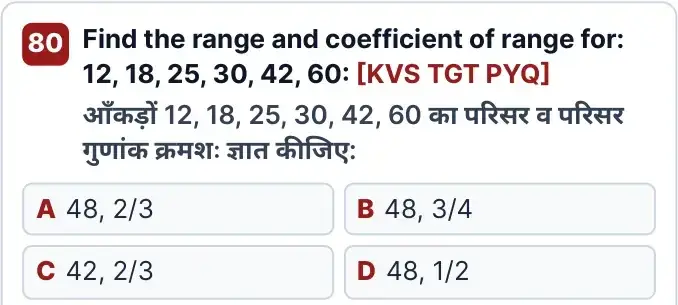 80 Find the range and coefficient of range for:
12, 18, 25, 30, 42, 60: [KVS TGT PYQ]
आँकड़ों 12, 18, 25, 30, 42, 60 का परिसर व परिसर
गुणांक क्रमशः ज्ञात कीजिए:
A 48, 2/3
B 48, 3/4
C 42, 2/3
D 48, 1/2